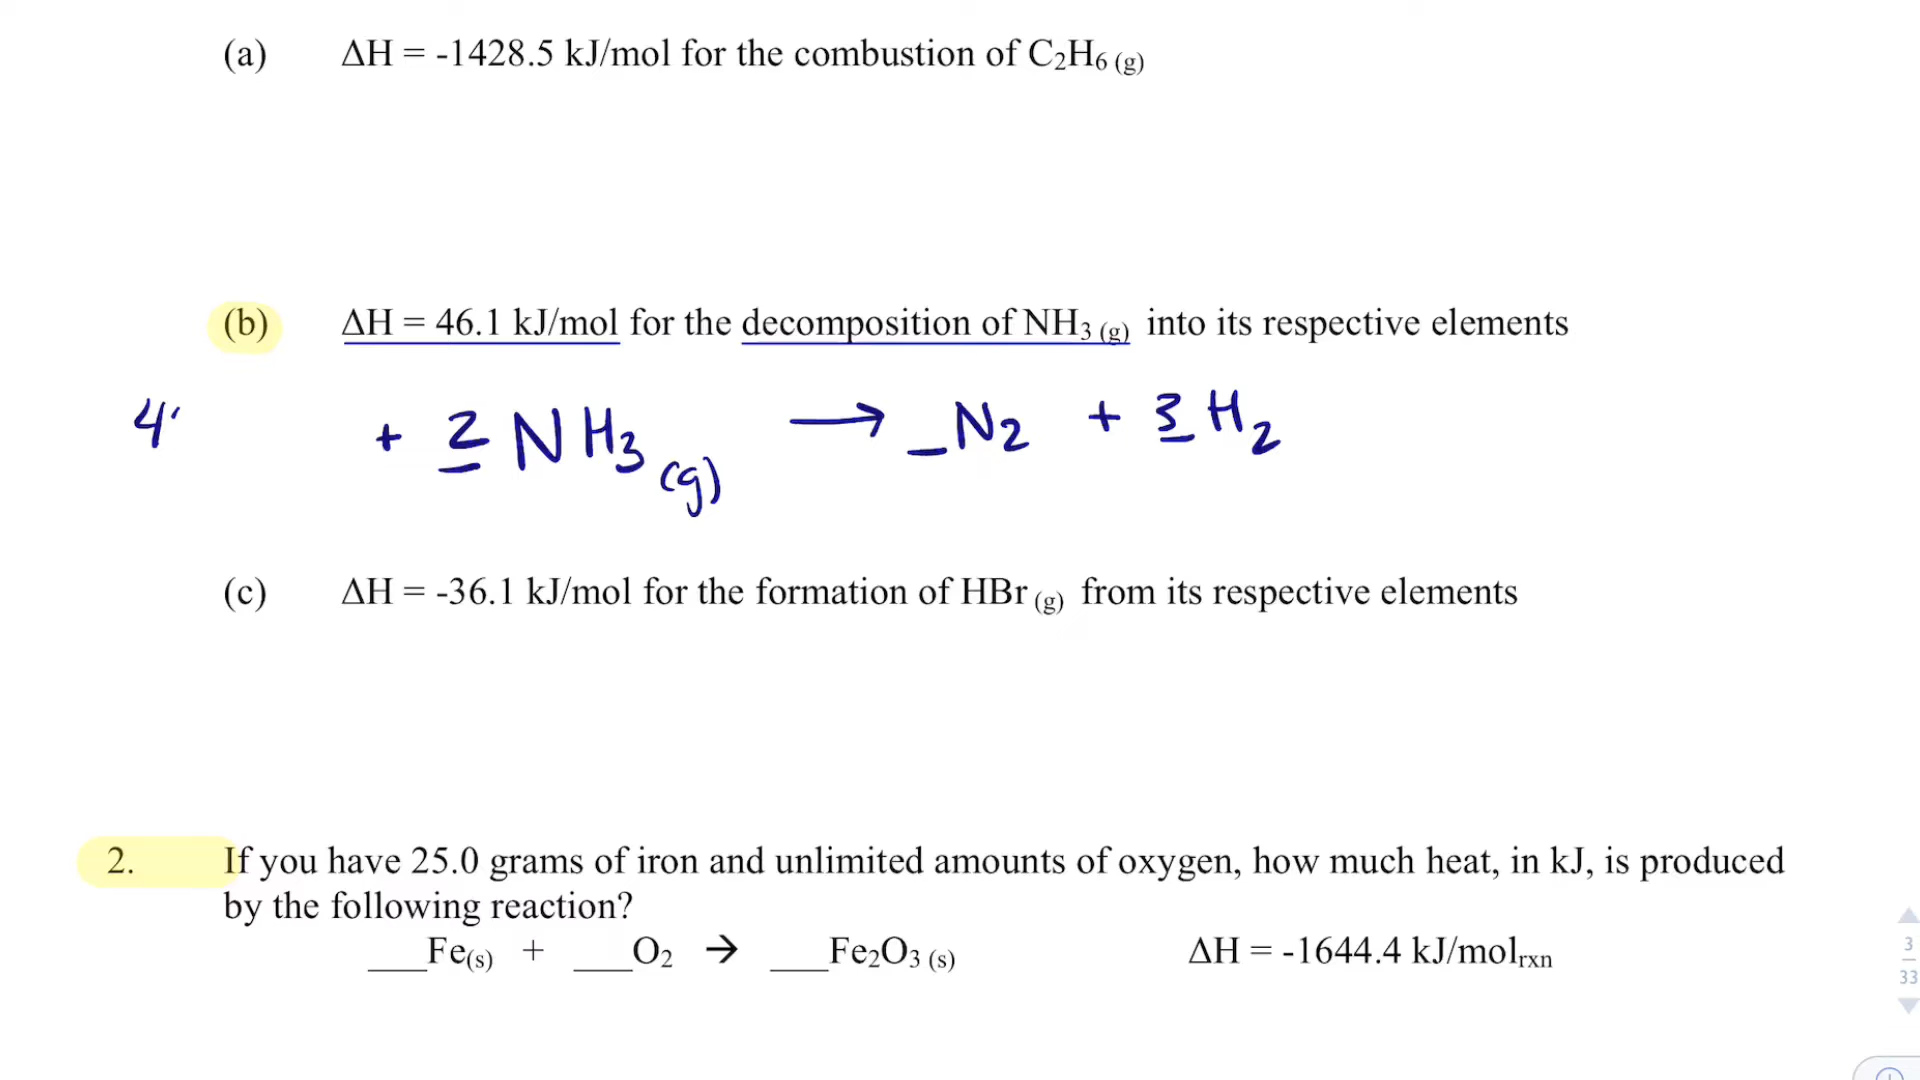 (a) ΔH = -1428.5 kJ/mol for the combustion of C₂H₆ (g)
(b) ΔH = 46.1 kJ/mol for the decomposition of NH₃ (g) into its respective elements
4' + 2 NH₃ (g) → _N₂ + 3 H₂
(c) ΔH = -36.1 kJ/mol for the formation of HBr (g) from its respective elements
2. If you have 25.0 grams of iron and unlimited amounts of oxygen, how much heat, in kJ, is produced
by the following reaction?
___Fe(s) + ___O₂ → ___Fe₂O₃ (s) ΔH = -1644.4 kJ/molrxn
3
33